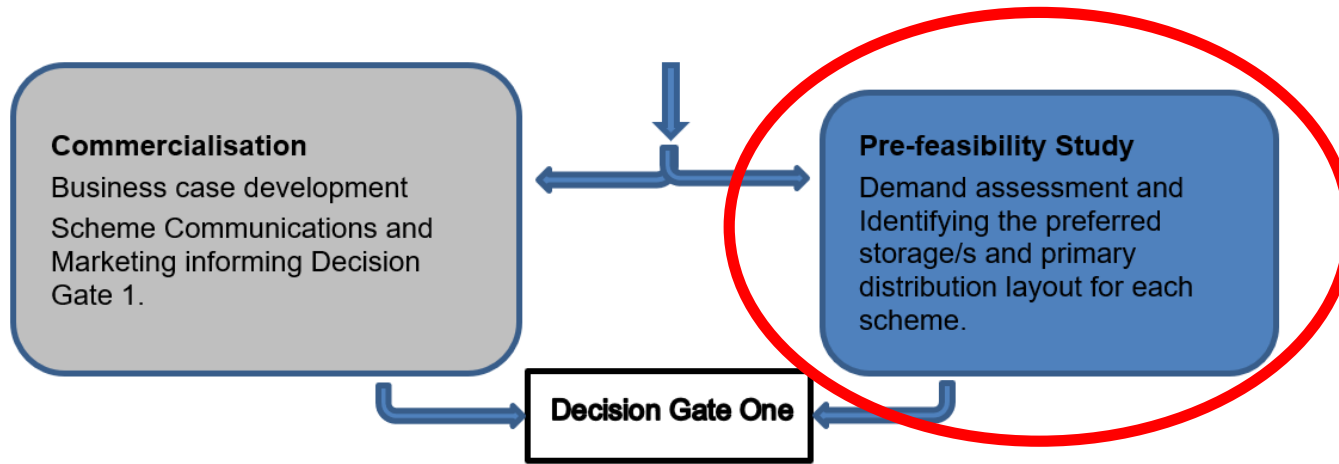 Commercialisation
Business case development
Scheme Communications and
Marketing informing Decision
Gate 1.
Pre-feasibility Study
Demand assessment and
Identifying the preferred
storage/s and primary
distribution layout for each
scheme.
Decision Gate One